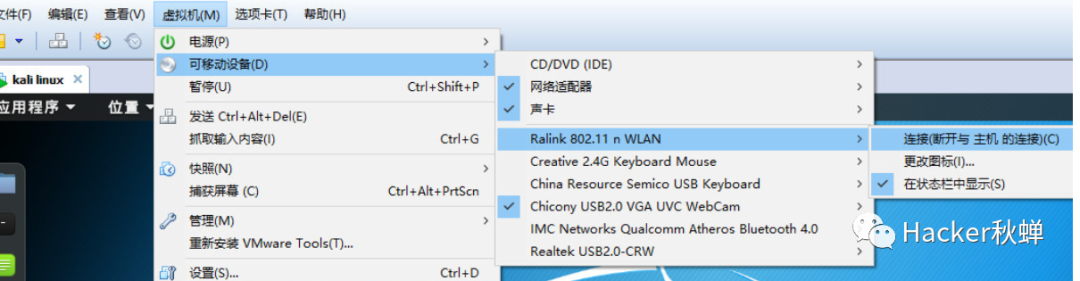 文件(F) 编辑(E) 查看(V) 虚拟机(M) 选项卡(T) 帮助(H)
kali linux ×
应用程序 位置
电源(P)
可移动设备(D)
暂停(U) Ctrl+Shift+P
发送 Ctrl+Alt+Del(E)
抓取输入内容(I) Ctrl+G
快照(N)
捕获屏幕 (C) Ctrl+Alt+PrtScn
管理(M)
重新安装 VMware Tools(T)...
设置(S)... Ctrl+D
CD/DVD (IDE)
网络适配器
声卡
Ralink 802.11 n WLAN
Creative 2.4G Keyboard Mouse
China Resource Semico USB Keyboard
Chicony USB2.0 VGA UVC WebCam
IMC Networks Qualcomm Atheros Bluetooth 4.0
Realtek USB2.0-CRW
连接(断开与 主机 的连接)(C)
更改图标(I)...
在状态栏中显示(S)
Hacker秋蝉